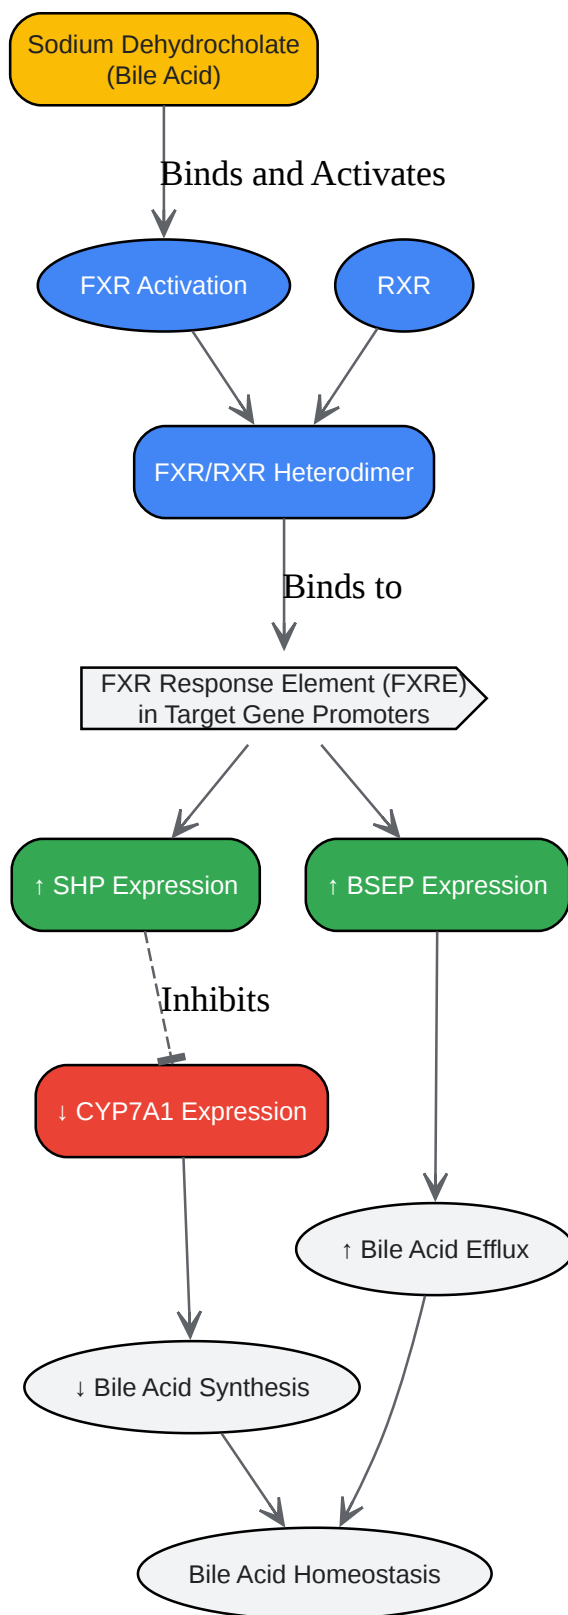 Sodium Dehydrocholate
(Bile Acid)
Binds and Activates
FXR Activation
RXR
FXR/RXR Heterodimer
Binds to
FXR Response Element (FXRE)
in Target Gene Promoters
↑ SHP Expression
↑ BSEP Expression
Inhibits
↓ CYP7A1 Expression
↑ Bile Acid Efflux
↓ Bile Acid Synthesis
Bile Acid Homeostasis